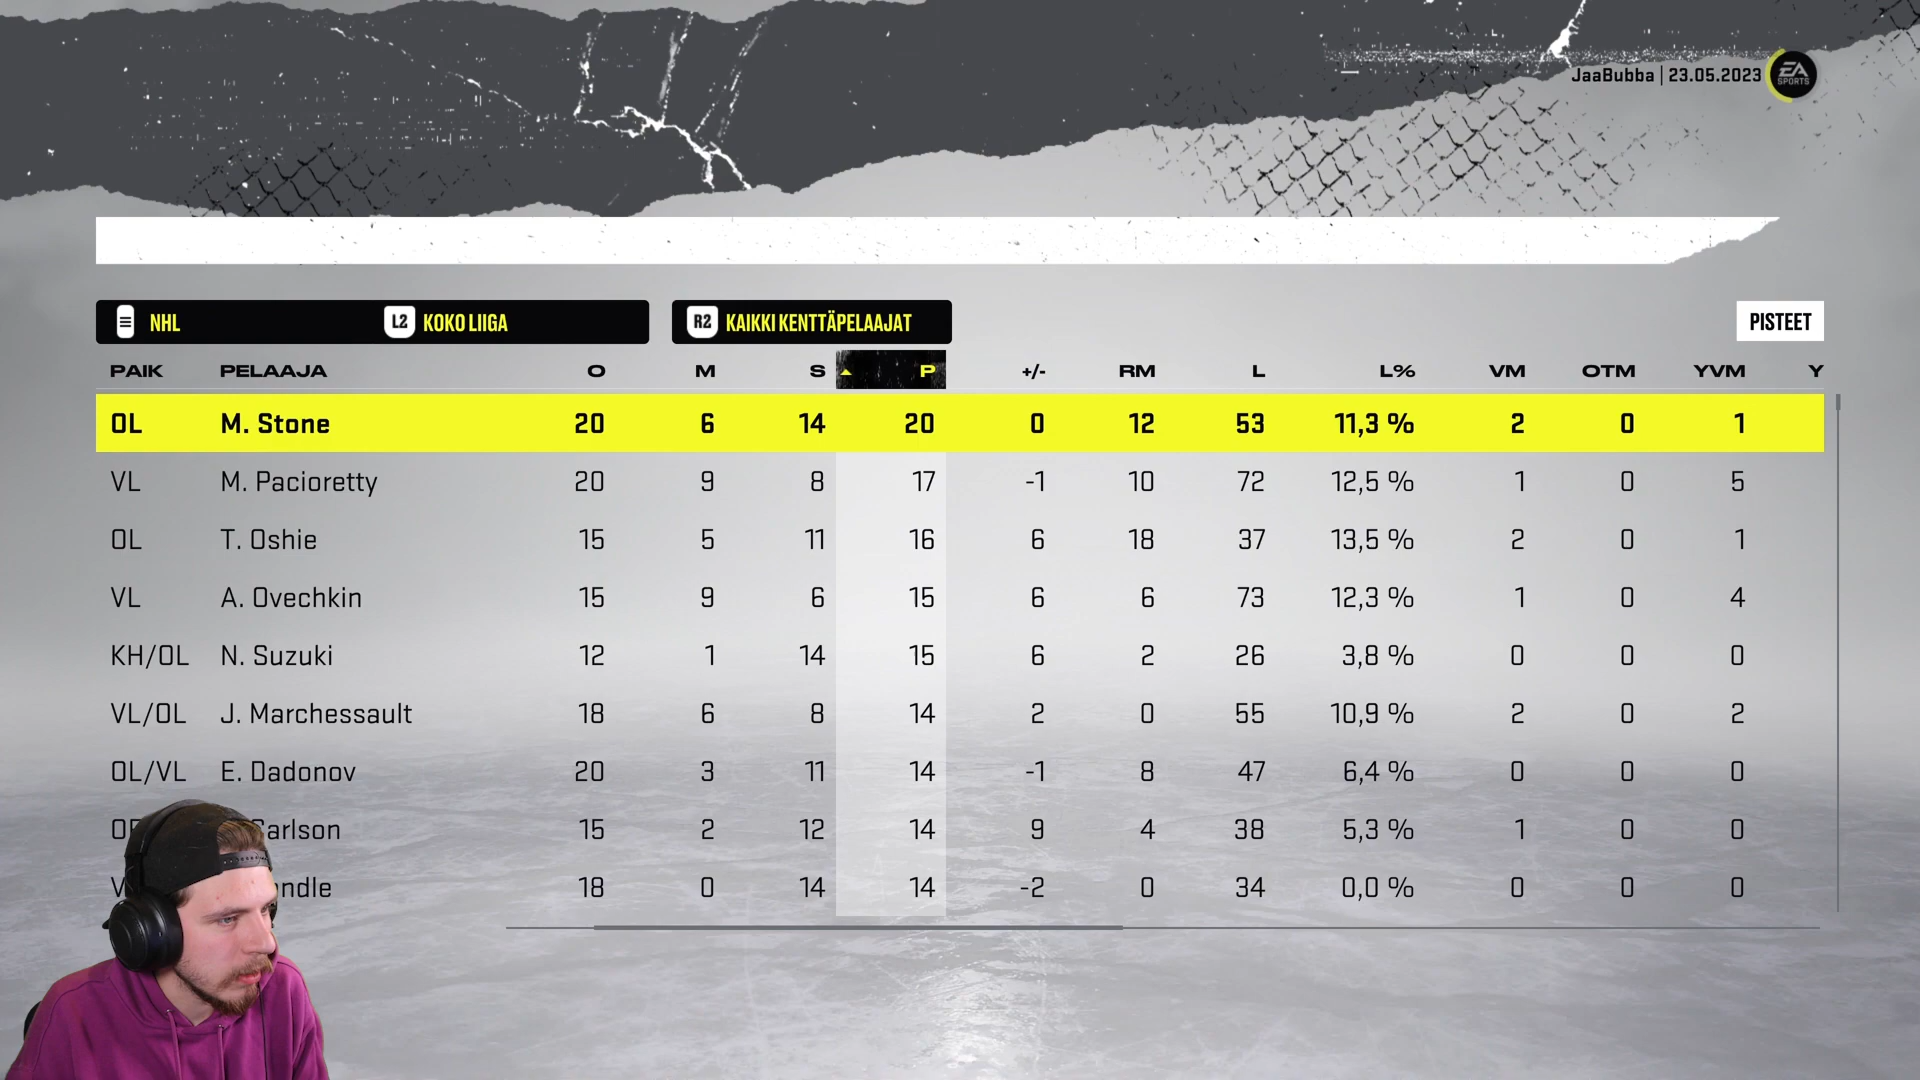 JaaBubba | 23.05.2023
EA SPORTS
NHL L2 KOKO LIIGA R2 KAIKKI KENTTÄPELAAJAT PISTEET
PAIK PELAAJA O M S P +/- RM L L% VM OTM YVM Y
OL M. Stone 20 6 14 20 0 12 53 11,3 % 2 0 1
VL M. Pacioretty 20 9 8 17 -1 10 72 12,5 % 1 0 5
OL T. Oshie 15 5 11 16 6 18 37 13,5 % 2 0 1
VL A. Ovechkin 15 9 6 15 6 6 73 12,3 % 1 0 4
KH/OL N. Suzuki 12 1 14 15 6 2 26 3,8 % 0 0 0
VL/OL J. Marchessault 18 6 8 14 2 0 55 10,9 % 2 0 2
OL/VL E. Dadonov 20 3 11 14 -1 8 47 6,4 % 0 0 0
15 2 12 14 9 4 38 5,3 % 1 0 0
18 0 14 14 -2 0 34 0,0 % 0 0 0